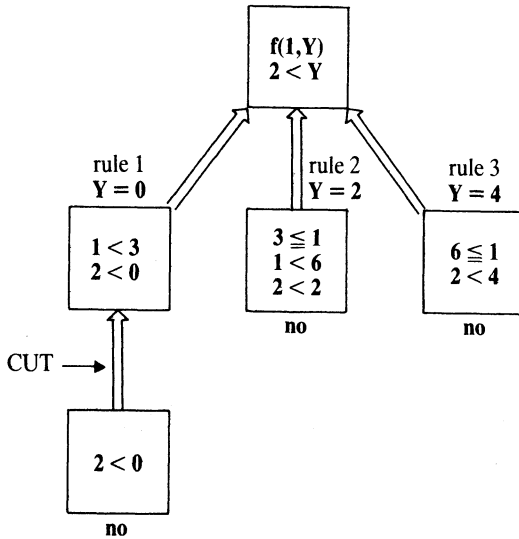 f(1,Y)
2 < Y
rule 1
Y = 0
rule 2
Y = 2
rule 3
Y = 4
1 < 3
2 < 0
3 ≦ 1
1 < 6
2 < 2
no
6 ≦ 1
2 < 4
no
CUT
2 < 0
no